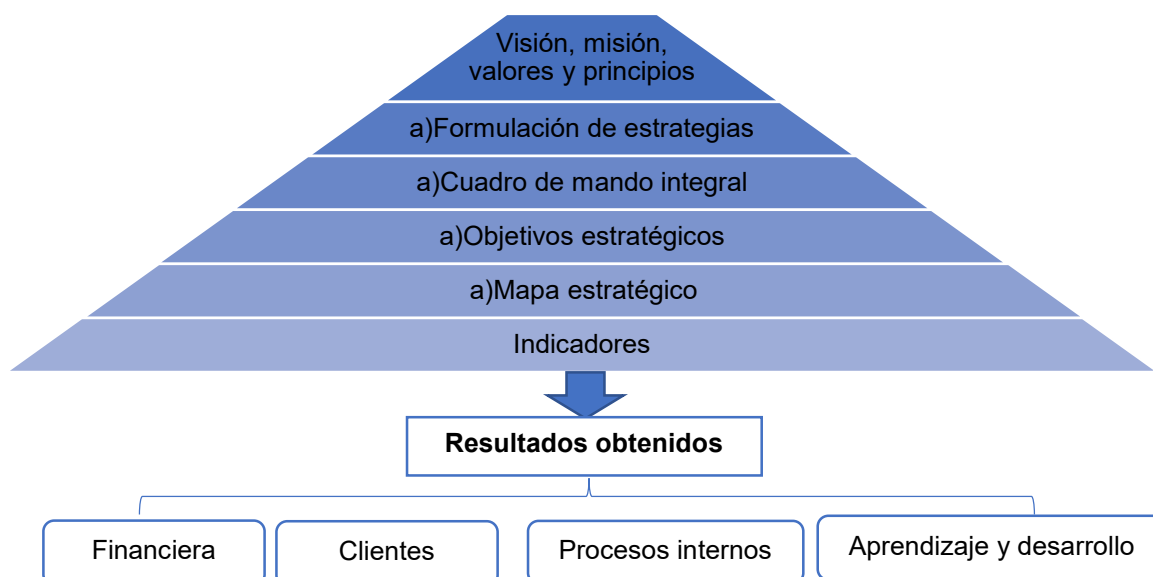 Visión, misión,
valores y principios
a)Formulación de estrategias
a)Cuadro de mando integral
a)Objetivos estratégicos
a)Mapa estratégico
Indicadores
Resultados obtenidos
Financiera
Clientes
Procesos internos
Aprendizaje y desarrollo